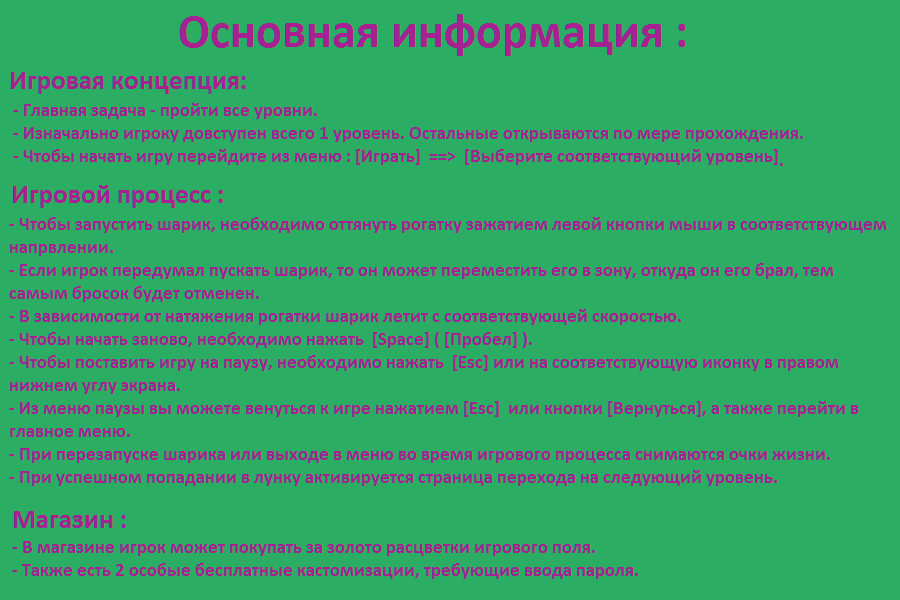 Основная информация :
Игровая концепция:
- Главная задача - пройти все уровни.
- Изначально игроку довступен всего 1 уровень. Остальные открываются по мере прохождения.
- Чтобы начать игру перейдите из меню : [Играть] ==> [Выберите соответствующий уровень].
Игровой процесс :
- Чтобы запустить шарик, необходимо оттянуть рогатку зажатием левой кнопки мыши в соответствующем
напрвлении.
- Если игрок передумал пускать шарик, то он может переместить его в зону, откуда он его брал, тем
самым бросок будет отменен.
- В зависимости от натяжения рогатки шарик летит с соответствующей скоростью.
- Чтобы начать заново, необходимо нажать [Space] ( [Пробел] ).
- Чтобы поставить игру на паузу, необходимо нажать [Esc] или на соответствующую иконку в правом
нижнем углу экрана.
- Из меню паузы вы можете венуться к игре нажатием [Esc] или кнопки [Вернуться], а также перейти в
главное меню.
- При перезапуске шарика или выходе в меню во время игрового процесса снимаются очки жизни.
- При успешном попадании в лунку активируется страница перехода на следующий уровень.
Магазин :
- В магазине игрок может покупать за золото расцветки игрового поля.
- Также есть 2 особые бесплатные кастомизации, требующие ввода пароля.